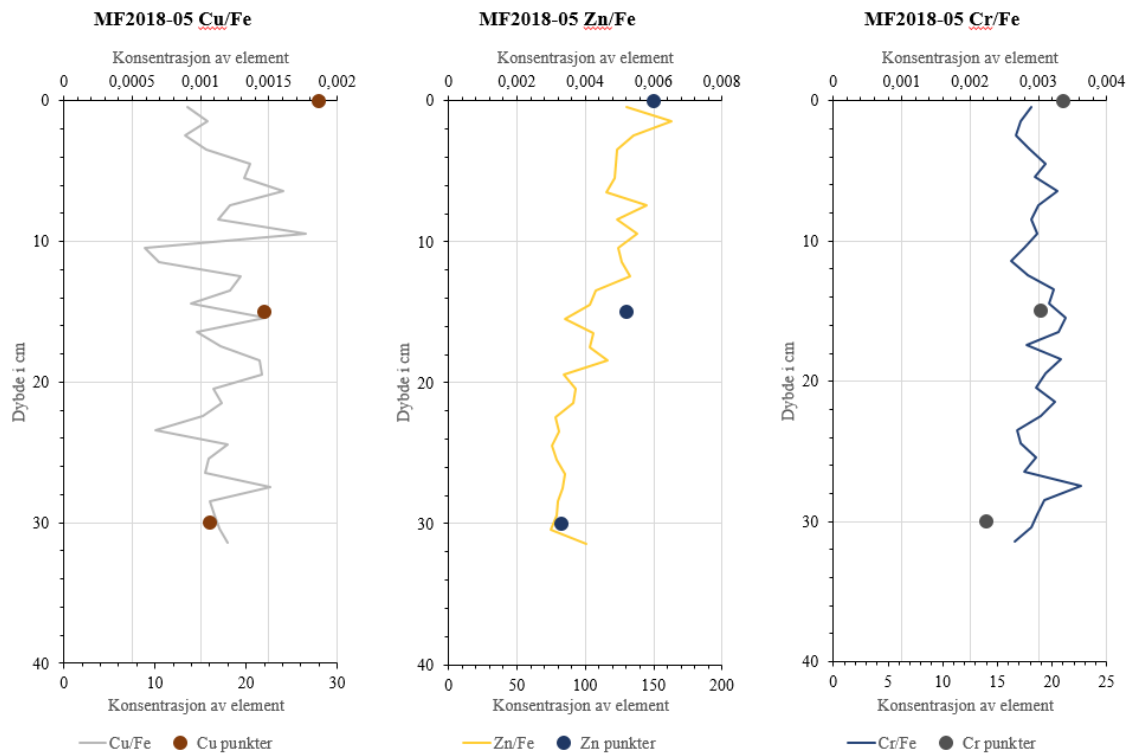 MF2018-05 Cu/Fe
Konsentrasjon av element
0 0,0005 0,001 0,0015 0,002
0
10
20
30
40
Dybde i cm
0 10 20 30
Konsentrasjon av element
Cu/Fe Cu punkter
MF2018-05 Zn/Fe
Konsentrasjon av element
0 0,002 0,004 0,006 0,008
0
10
20
30
40
Dybde i cm
0 50 100 150 200
Konsentrasjon av element
Zn/Fe Zn punkter
MF2018-05 Cr/Fe
Konsentrasjon av element
0 0,001 0,002 0,003 0,004
0
10
20
30
40
Dybde i cm
0 5 10 15 20 25
Konsentrasjon av element
Cr/Fe Cr punkter